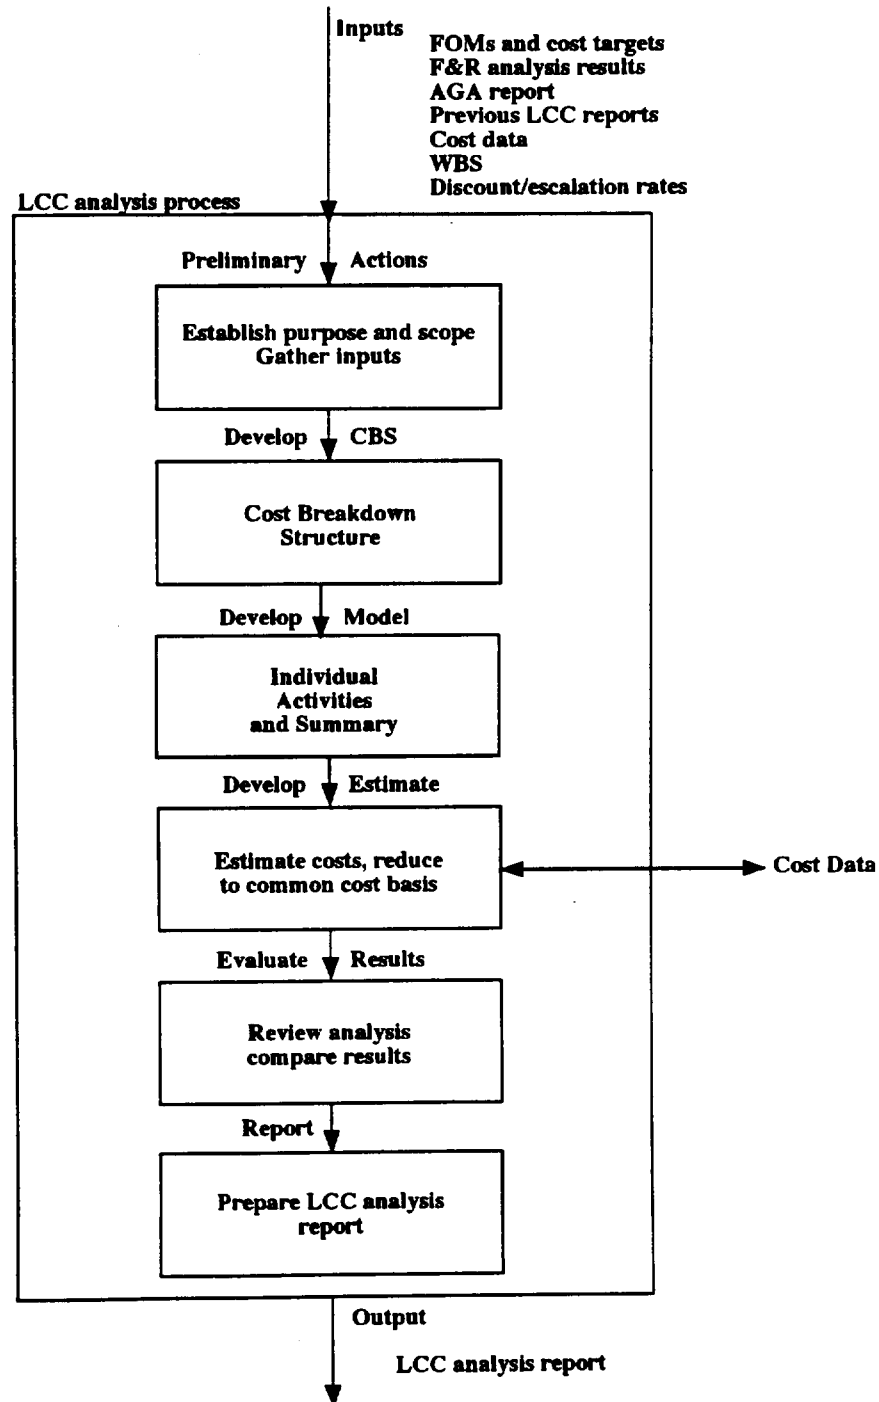 Inputs
FOMs and cost targets
F&R analysis results
AGA report
Previous LCC reports
Cost data
WBS
Discount/escalation rates
LCC analysis process
Preliminary Actions
Establish purpose and scope
Gather inputs
Develop CBS
Cost Breakdown
Structure
Develop Model
Individual
Activities
and Summary
Develop Estimate
Estimate costs, reduce
to common cost basis
Cost Data
Evaluate Results
Review analysis
compare results
Report
Prepare LCC analysis
report
Output
LCC analysis report